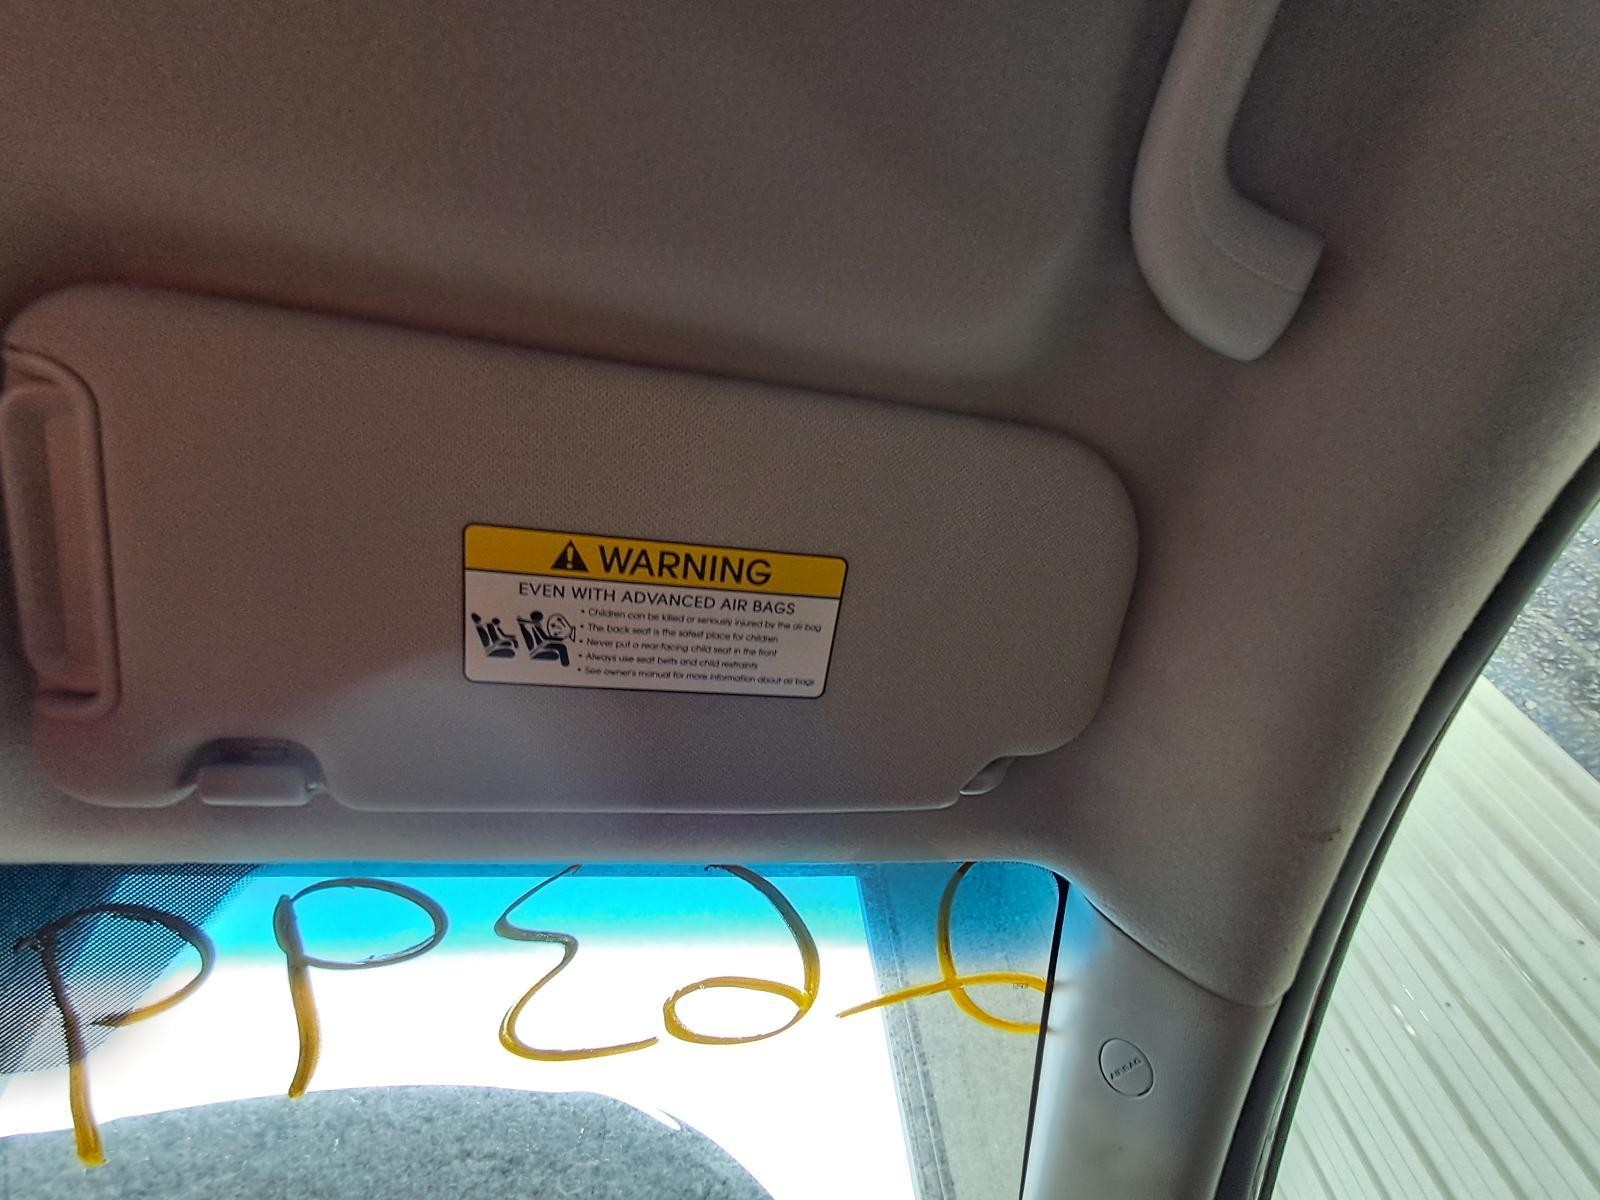 WARNING
EVEN WITH ADVANCED AIR BAGS
• Children can be killed or seriously injured by the air bag
• The back seat is the safest place for children
• Never put a rear-facing child seat in the front
• Always use seat belts and child restraints
• See owner's manual for more information about air bags
AIRBAG